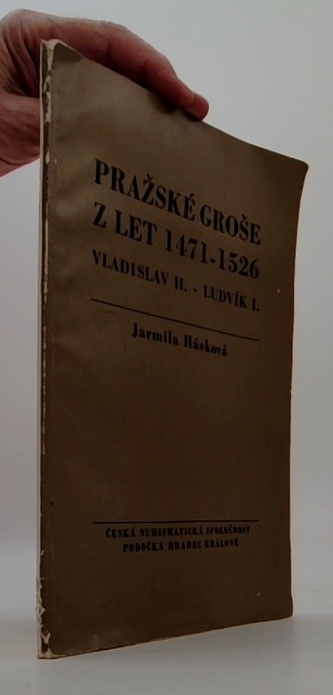 PRAŽSKÉ GROŠE
Z LET 1471-1526
VLADISLAV II. - LUDVÍK I.
Jarmila Hásková
ČESKÁ NUMISMATICKÁ SPOLEČNOST
POBOČKA HRADEC KRÁLOVÉ